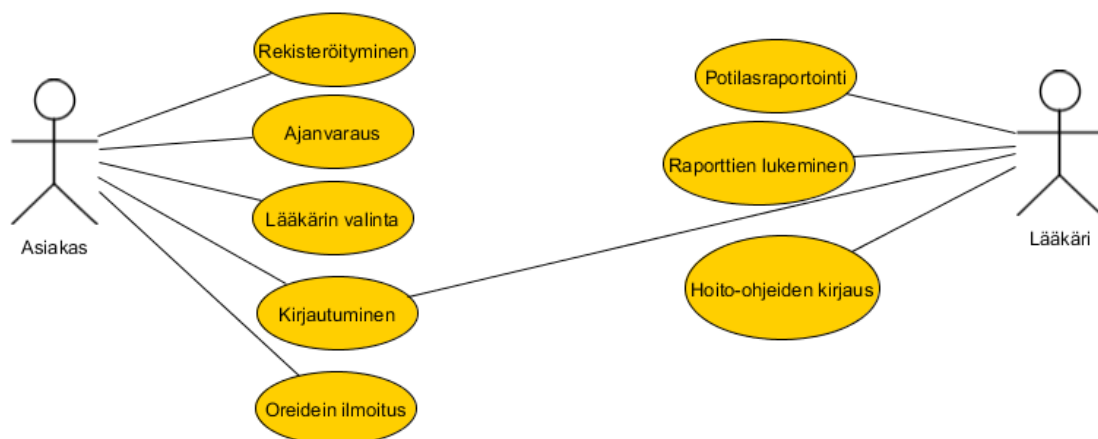 Rekisteröityminen
Ajanvaraus
Lääkärin valinta
Kirjautuminen
Oreidein ilmoitus
Asiakas
Potilasraportointi
Raporttien lukeminen
Hoito-ohjeiden kirjaus
Lääkäri